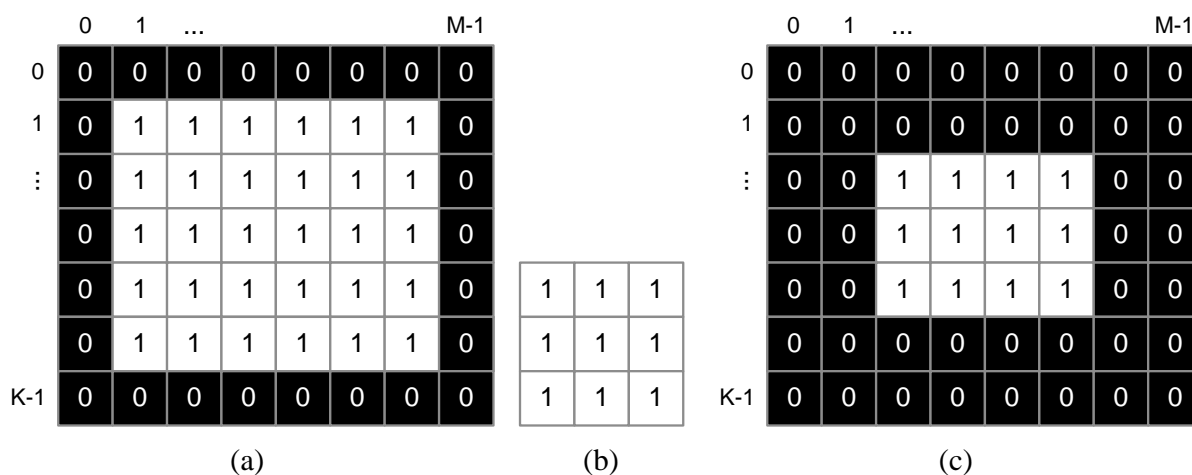 0 1 ... M-1 0 1 ... M-1
0 0 0 0 0 0 0 0 0 0 0 0 0 0 0 0 0 0
1 0 1 1 1 1 1 1 0 1 0 0 0 0 0 0 0 0
⋮ 0 1 1 1 1 1 1 0 ⋮ 0 0 1 1 1 1 0 0
0 1 1 1 1 1 1 0 0 0 1 1 1 1 0 0
0 1 1 1 1 1 1 0 1 1 1 0 0 1 1 1 1 0 0
0 1 1 1 1 1 1 0 1 1 1 0 0 0 0 0 0 0 0
K-1 0 0 0 0 0 0 0 0 1 1 1 K-1 0 0 0 0 0 0 0 0
(a) (b) (c)